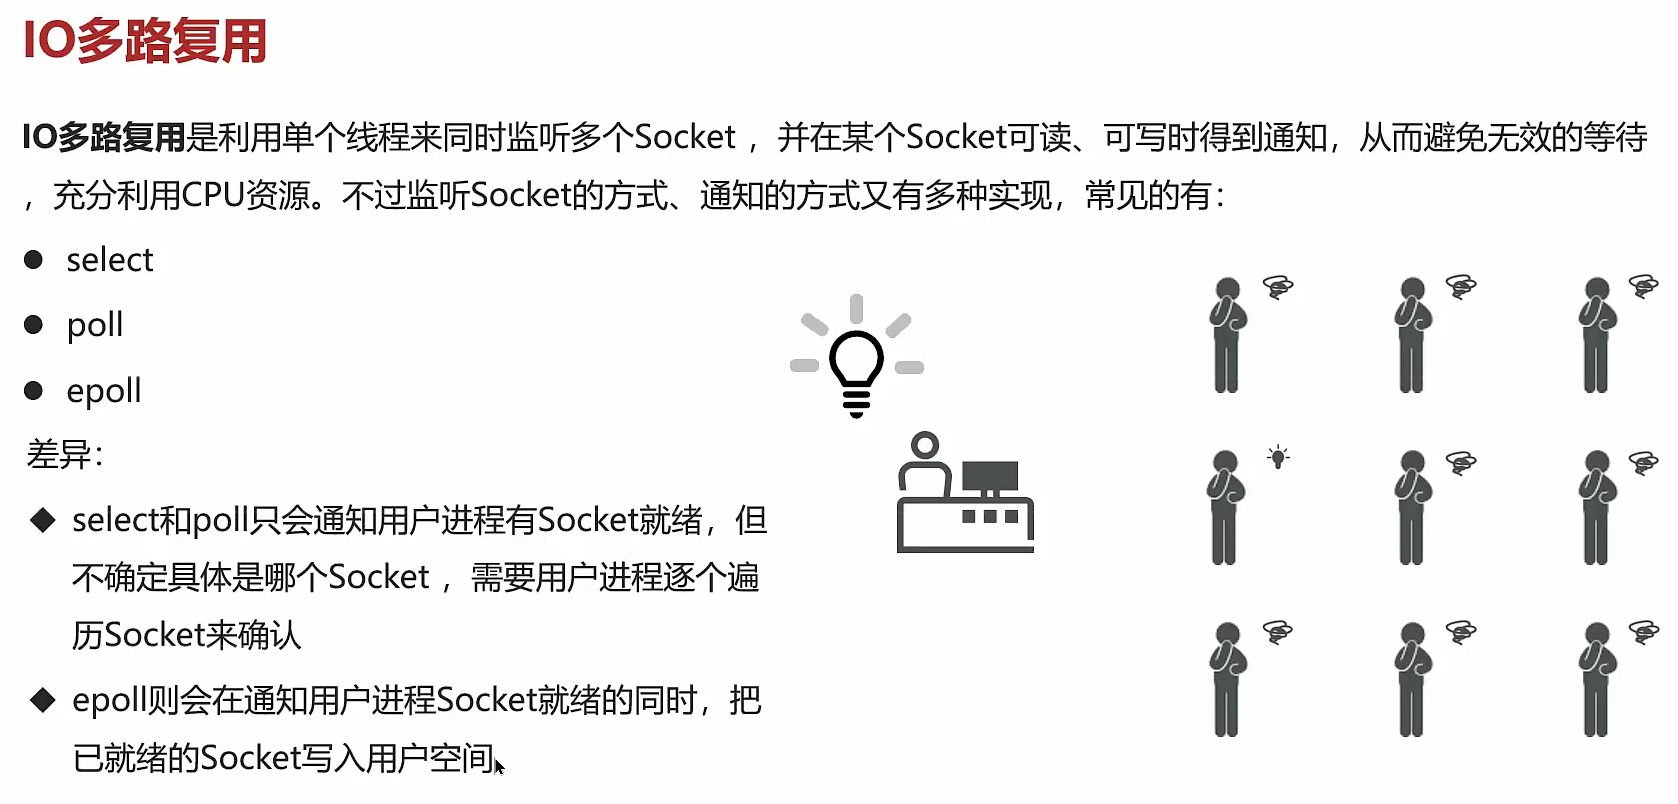 IO多路复用
IO多路复用是利用单个线程来同时监听多个Socket ，并在某个Socket可读、可写时得到通知，从而避免无效的等待
，充分利用CPU资源。不过监听Socket的方式、通知的方式又有多种实现，常见的有：
● select
● poll
● epoll
差异：
◆ select和poll只会通知用户进程有Socket就绪，但
不确定具体是哪个Socket ，需要用户进程逐个遍
历Socket来确认
◆ epoll则会在通知用户进程Socket就绪的同时，把
已就绪的Socket写入用户空间